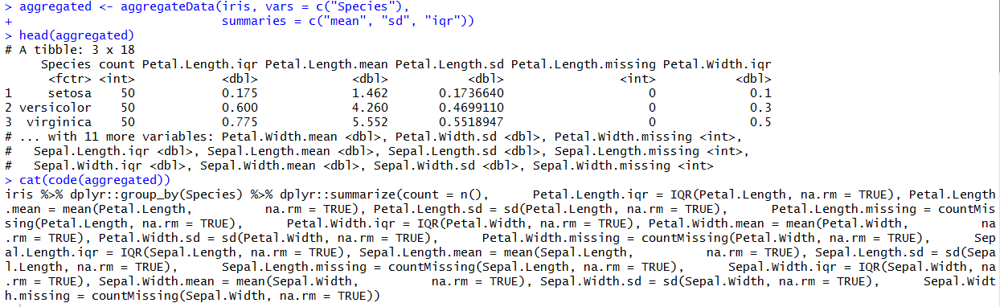 > aggregated <- aggregateData(iris, vars = c("Species"),
+                             summaries = c("mean", "sd", "iqr"))
> head(aggregated)
# A tibble: 3 x 18
     Species count Petal.Length.iqr Petal.Length.mean Petal.Length.sd Petal.Length.missing Petal.Width.iqr
      <fctr> <int>            <dbl>             <dbl>           <dbl>                <int>           <dbl>
1     setosa    50            0.175             1.462       0.1736640                    0             0.1
2 versicolor    50            0.600             4.260       0.4699110                    0             0.3
3  virginica    50            0.775             5.552       0.5518947                    0             0.5
# ... with 11 more variables: Petal.Width.mean <dbl>, Petal.Width.sd <dbl>, Petal.Width.missing <int>,
#   Sepal.Length.iqr <dbl>, Sepal.Length.mean <dbl>, Sepal.Length.sd <dbl>, Sepal.Length.missing <int>,
#   Sepal.Width.iqr <dbl>, Sepal.Width.mean <dbl>, Sepal.Width.sd <dbl>, Sepal.Width.missing <int>
> cat(code(aggregated))
iris %>% dplyr::group_by(Species) %>% dplyr::summarize(count = n(),      Petal.Length.iqr = IQR(Petal.Length, na.rm = TRUE), Petal.Length
.mean = mean(Petal.Length,          na.rm = TRUE), Petal.Length.sd = sd(Petal.Length, na.rm = TRUE),      Petal.Length.missing = countMis
sing(Petal.Length, na.rm = TRUE),      Petal.Width.iqr = IQR(Petal.Width, na.rm = TRUE), Petal.Width.mean = mean(Petal.Width,          na
.rm = TRUE), Petal.Width.sd = sd(Petal.Width, na.rm = TRUE),      Petal.Width.missing = countMissing(Petal.Width, na.rm = TRUE),      Sep
al.Length.iqr = IQR(Sepal.Length, na.rm = TRUE), Sepal.Length.mean = mean(Sepal.Length,          na.rm = TRUE), Sepal.Length.sd = sd(Sepa
l.Length, na.rm = TRUE),      Sepal.Length.missing = countMissing(Sepal.Length, na.rm = TRUE),      Sepal.Width.iqr = IQR(Sepal.Width, na
.rm = TRUE), Sepal.Width.mean = mean(Sepal.Width,          na.rm = TRUE), Sepal.Width.sd = sd(Sepal.Width, na.rm = TRUE),      Sepal.Widt
h.missing = countMissing(Sepal.Width, na.rm = TRUE))